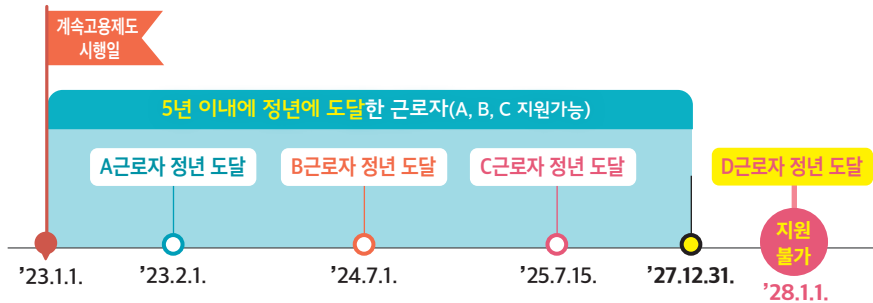 계속고용제도
시행일
5년 이내에 정년에 도달한 근로자(A, B, C 지원가능)
A근로자 정년 도달
B근로자 정년 도달
C근로자 정년 도달
D근로자 정년 도달
지원
불가
’23.1.1.
’23.2.1.
’24.7.1.
’25.7.15.
’27.12.31.
’28.1.1.